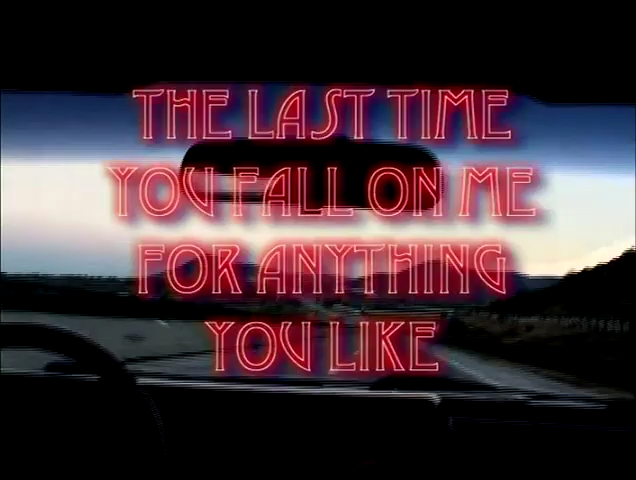 THE LAST TIME
YOU FALL ON ME
FOR ANYTHING
YOU LIKE